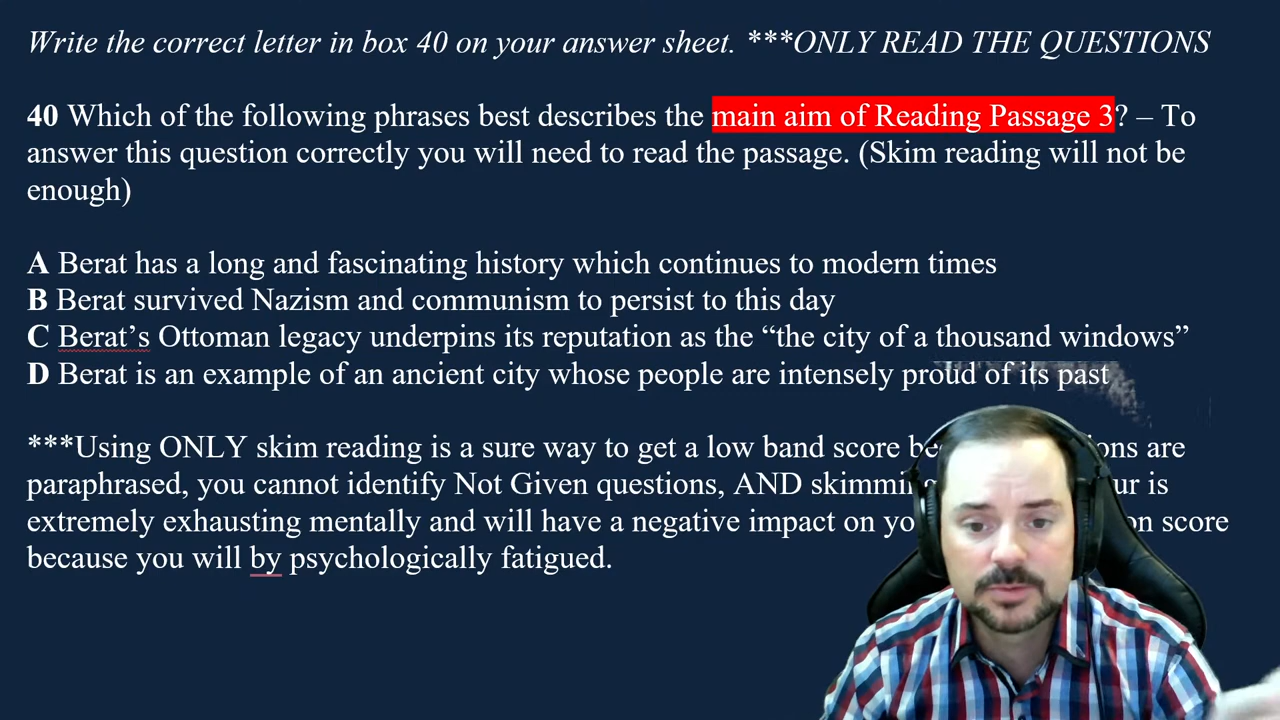 Write the correct letter in box 40 on your answer sheet. ***ONLY READ THE QUESTIONS
40 Which of the following phrases best describes the main aim of Reading Passage 3? – To
answer this question correctly you will need to read the passage. (Skim reading will not be
enough)
A Berat has a long and fascinating history which continues to modern times
B Berat survived Nazism and communism to persist to this day
C Berat’s Ottoman legacy underpins its reputation as the “the city of a thousand windows”
D Berat is an example of an ancient city whose people are intensely proud of its past
***Using ONLY skim reading is a sure way to get a low band score are
paraphrased, you cannot identify Not Given questions, AND is
extremely exhausting mentally and will have a negative impact on score
because you will by psychologically fatigued.